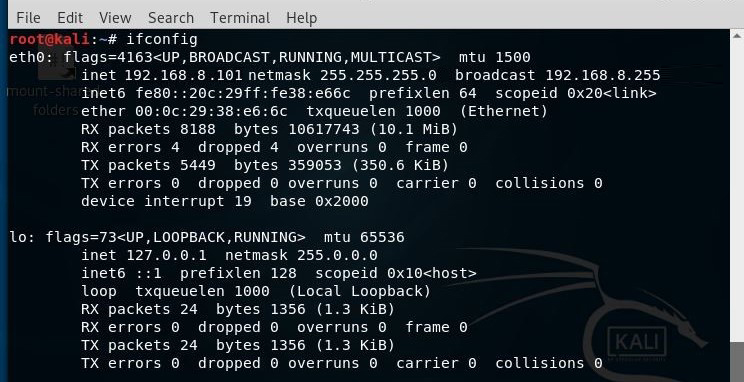 File Edit View Search Terminal Help
root@kali:~# ifconfig
eth0: flags=4163<UP,BROADCAST,RUNNING,MULTICAST>  mtu 1500
        inet 192.168.8.101 netmask 255.255.255.0  broadcast 192.168.8.255
        inet6 fe80::20c:29ff:fe38:e66c  prefixlen 64  scopeid 0x20<link>
        ether 00:0c:29:38:e6:6c  txqueuelen 1000  (Ethernet)
        RX packets 8188  bytes 10617743 (10.1 MiB)
        RX errors 4  dropped 4  overruns 0  frame 0
        TX packets 5449  bytes 359053 (350.6 KiB)
        TX errors 0  dropped 0 overruns 0  carrier 0  collisions 0
        device interrupt 19  base 0x2000
mount-sha
folders
lo: flags=73<UP,LOOPBACK,RUNNING>  mtu 65536
        inet 127.0.0.1  netmask 255.0.0.0
        inet6 ::1  prefixlen 128  scopeid 0x10<host>
        loop  txqueuelen 1000  (Local Loopback)
        RX packets 24  bytes 1356 (1.3 KiB)
        RX errors 0  dropped 0  overruns 0  frame 0
        TX packets 24  bytes 1356 (1.3 KiB)
        TX errors 0  dropped 0 overruns 0  carrier 0  collisions 0
KALI